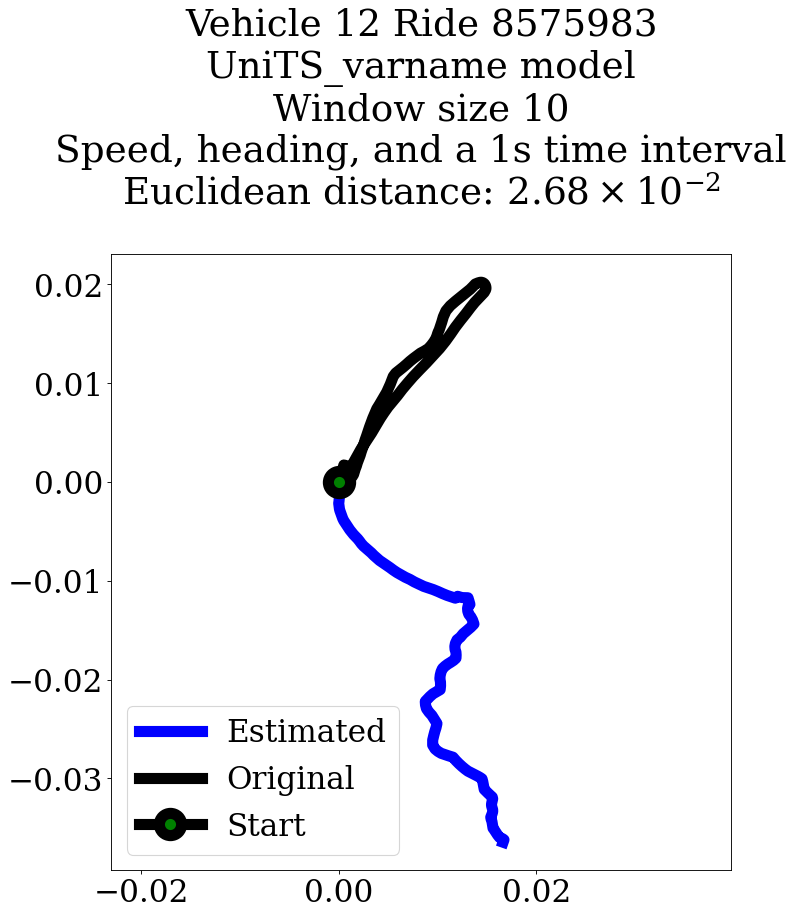 Vehicle 12 Ride 8575983
UniTS_varname model
Window size 10
Speed, heading, and a 1s time interval
Euclidean distance: 2.68 × 10⁻²
0.02
0.01
0.00
−0.01
−0.02
−0.03
Estimated
Original
Start
−0.02
0.00
0.02